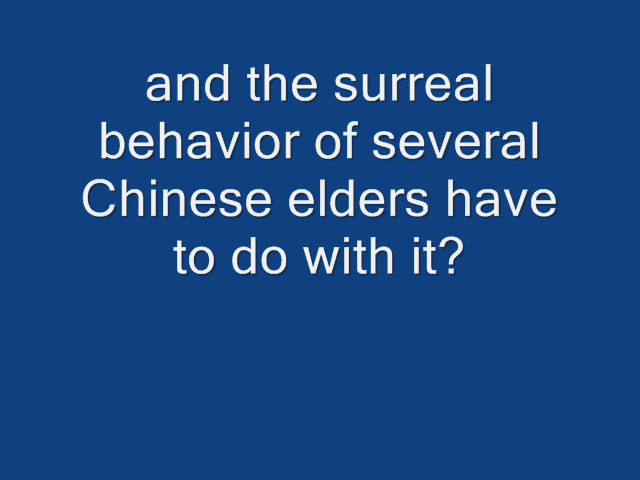 and the surreal
behavior of several
Chinese elders have
to do with it?